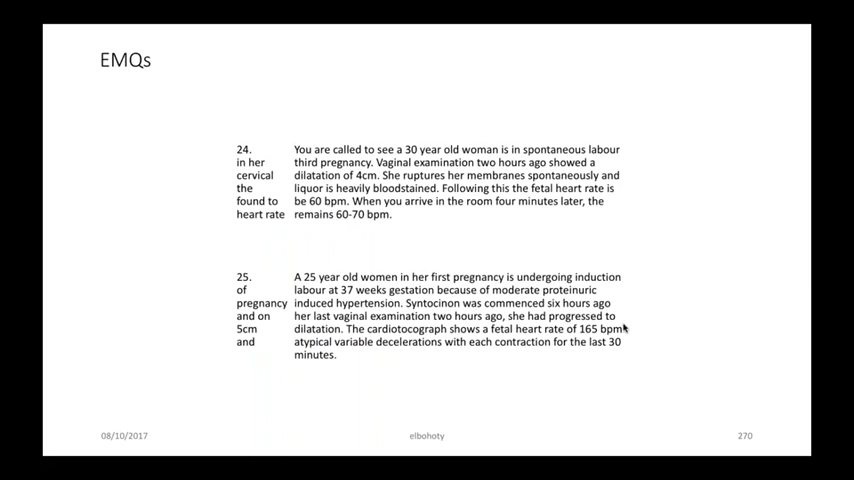 EMQs
24. You are called to see a 30 year old woman is in spontaneous labour
in her third pregnancy. Vaginal examination two hours ago showed a
cervical dilatation of 4cm. She ruptures her membranes spontaneously and
the liquor is heavily bloodstained. Following this the fetal heart rate is
found to be 60 bpm. When you arrive in the room four minutes later, the
heart rate remains 60-70 bpm.
25. A 25 year old women in her first pregnancy is undergoing induction
of labour at 37 weeks gestation because of moderate proteinuric
pregnancy induced hypertension. Syntocinon was commenced six hours ago
and on her last vaginal examination two hours ago, she had progressed to
5cm dilatation. The cardiotocograph shows a fetal heart rate of 165 bpm
and atypical variable decelerations with each contraction for the last 30
minutes.
08/10/2017 elbohoty 270